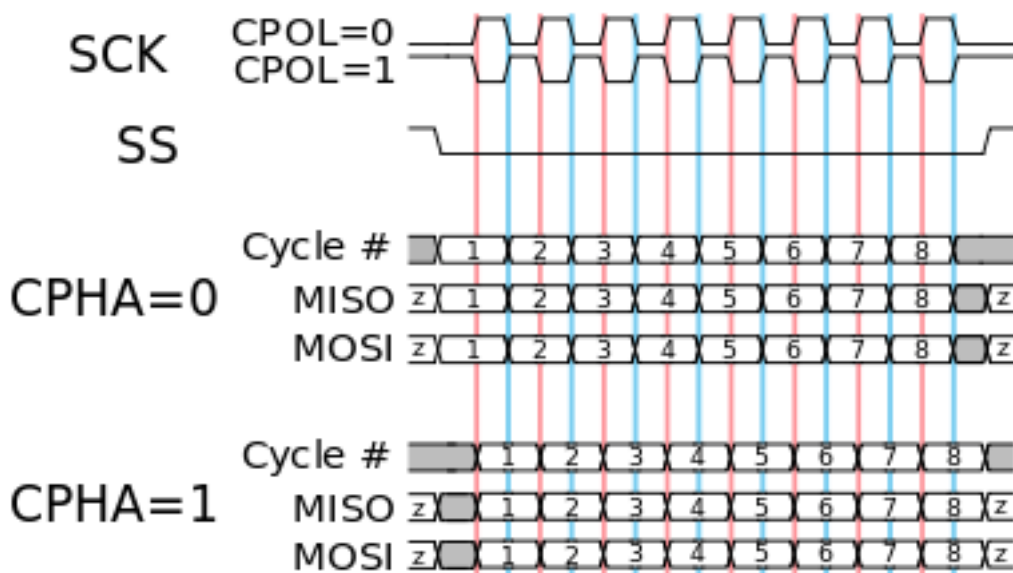 SCK CPOL=0
CPOL=1
SS
Cycle # 1 2 3 4 5 6 7 8
CPHA=0
MISO z 1 2 3 4 5 6 7 8 z
MOSI z 1 2 3 4 5 6 7 8 z
Cycle # 1 2 3 4 5 6 7 8
CPHA=1
MISO z 1 2 3 4 5 6 7 8 z
MOSI z 1 2 3 4 5 6 7 8 z